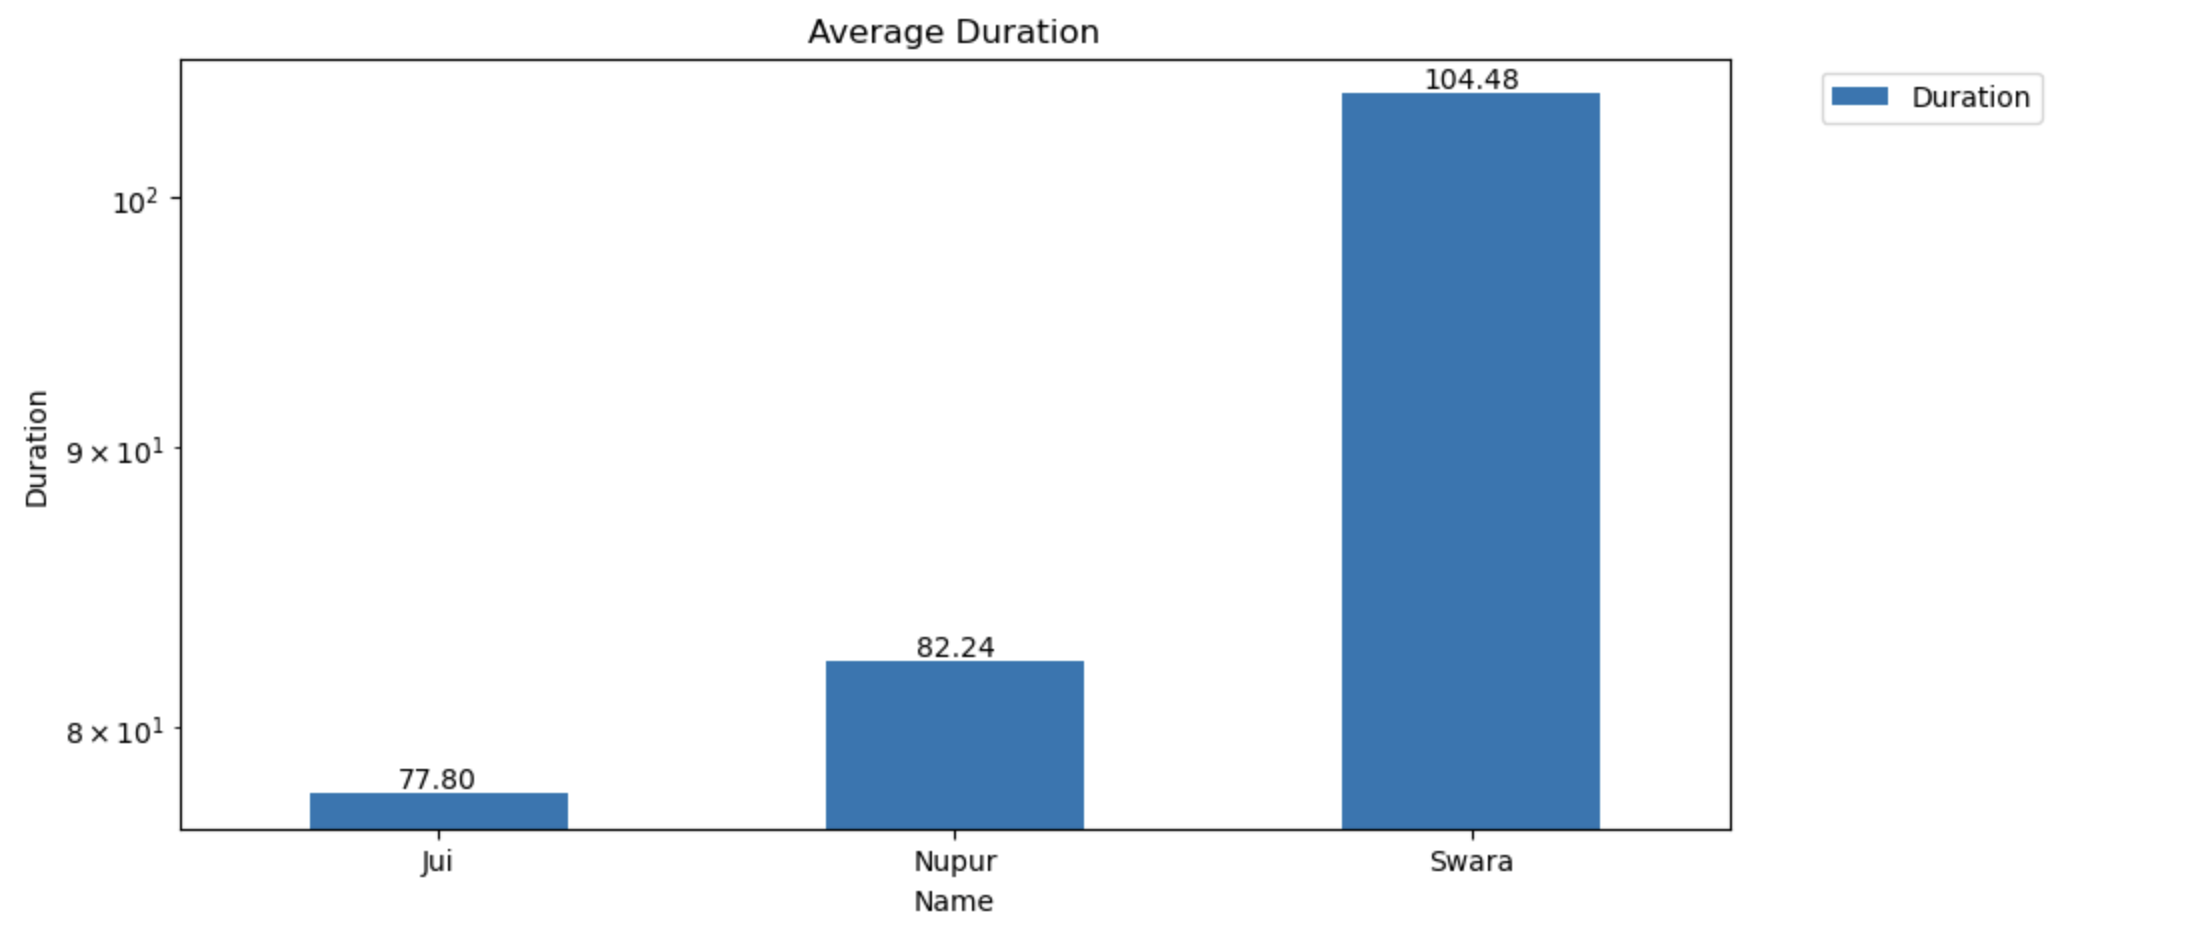 Average Duration
104.48
Duration
10²
9 × 10¹
Duration
82.24
8 × 10¹
77.80
Jui Nupur Swara
Name